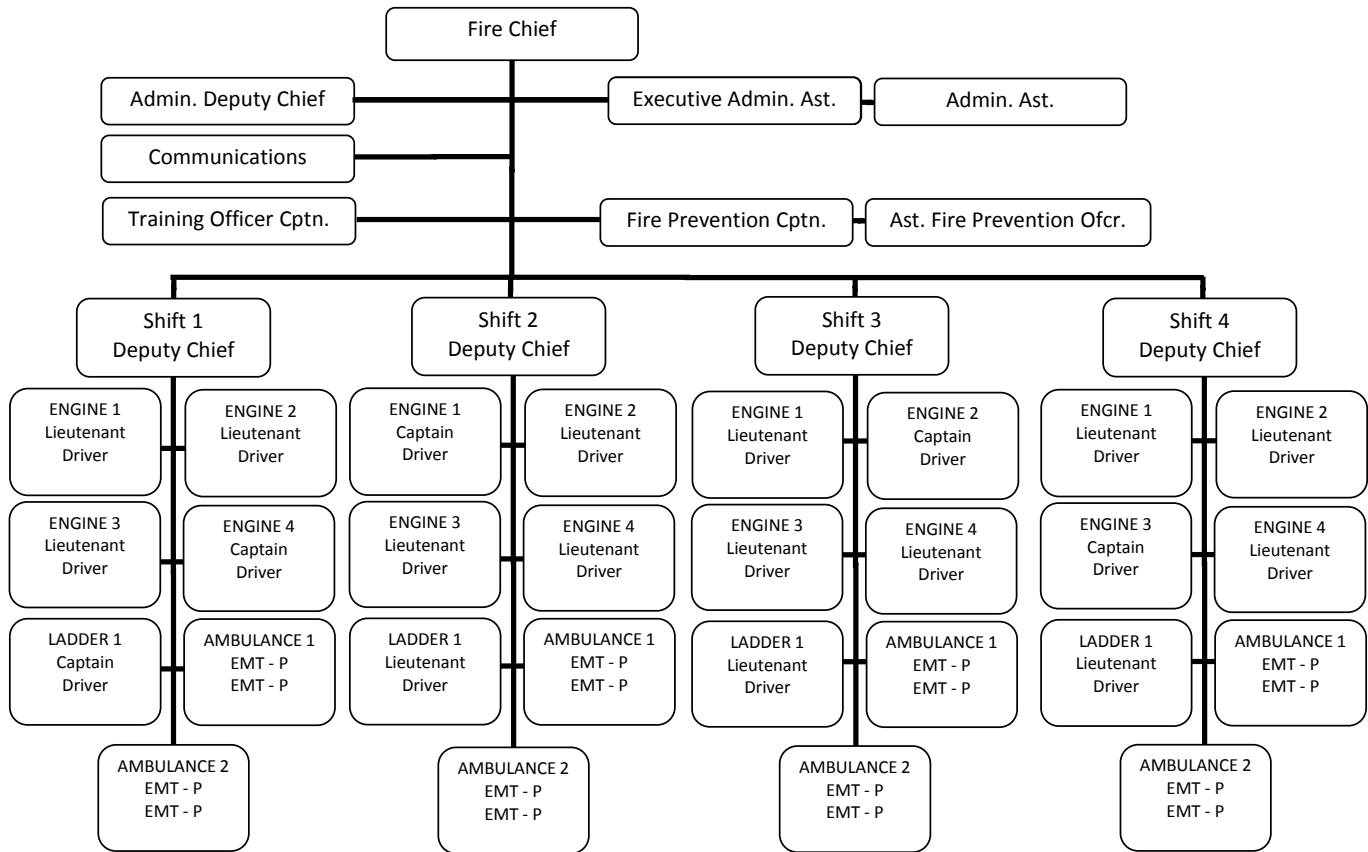 Fire Chief
Admin. Deputy Chief
Executive Admin. Ast.
Admin. Ast.
Communications
Training Officer Cptn.
Fire Prevention Cptn.
Ast. Fire Prevention Ofcr.
Shift 1
Deputy Chief
Shift 2
Deputy Chief
Shift 3
Deputy Chief
Shift 4
Deputy Chief
ENGINE 1
Lieutenant
Driver
ENGINE 2
Lieutenant
Driver
ENGINE 1
Captain
Driver
ENGINE 2
Lieutenant
Driver
ENGINE 1
Lieutenant
Driver
ENGINE 2
Captain
Driver
ENGINE 1
Lieutenant
Driver
ENGINE 2
Lieutenant
Driver
ENGINE 3
Lieutenant
Driver
ENGINE 4
Captain
Driver
ENGINE 3
Lieutenant
Driver
ENGINE 4
Lieutenant
Driver
ENGINE 3
Lieutenant
Driver
ENGINE 4
Lieutenant
Driver
ENGINE 3
Captain
Driver
ENGINE 4
Lieutenant
Driver
LADDER 1
Captain
Driver
AMBULANCE 1
EMT - P
EMT - P
LADDER 1
Lieutenant
Driver
AMBULANCE 1
EMT - P
EMT - P
LADDER 1
Lieutenant
Driver
AMBULANCE 1
EMT - P
EMT - P
LADDER 1
Lieutenant
Driver
AMBULANCE 1
EMT - P
EMT - P
AMBULANCE 2
EMT - P
EMT - P
AMBULANCE 2
EMT - P
EMT - P
AMBULANCE 2
EMT - P
EMT - P
AMBULANCE 2
EMT - P
EMT - P